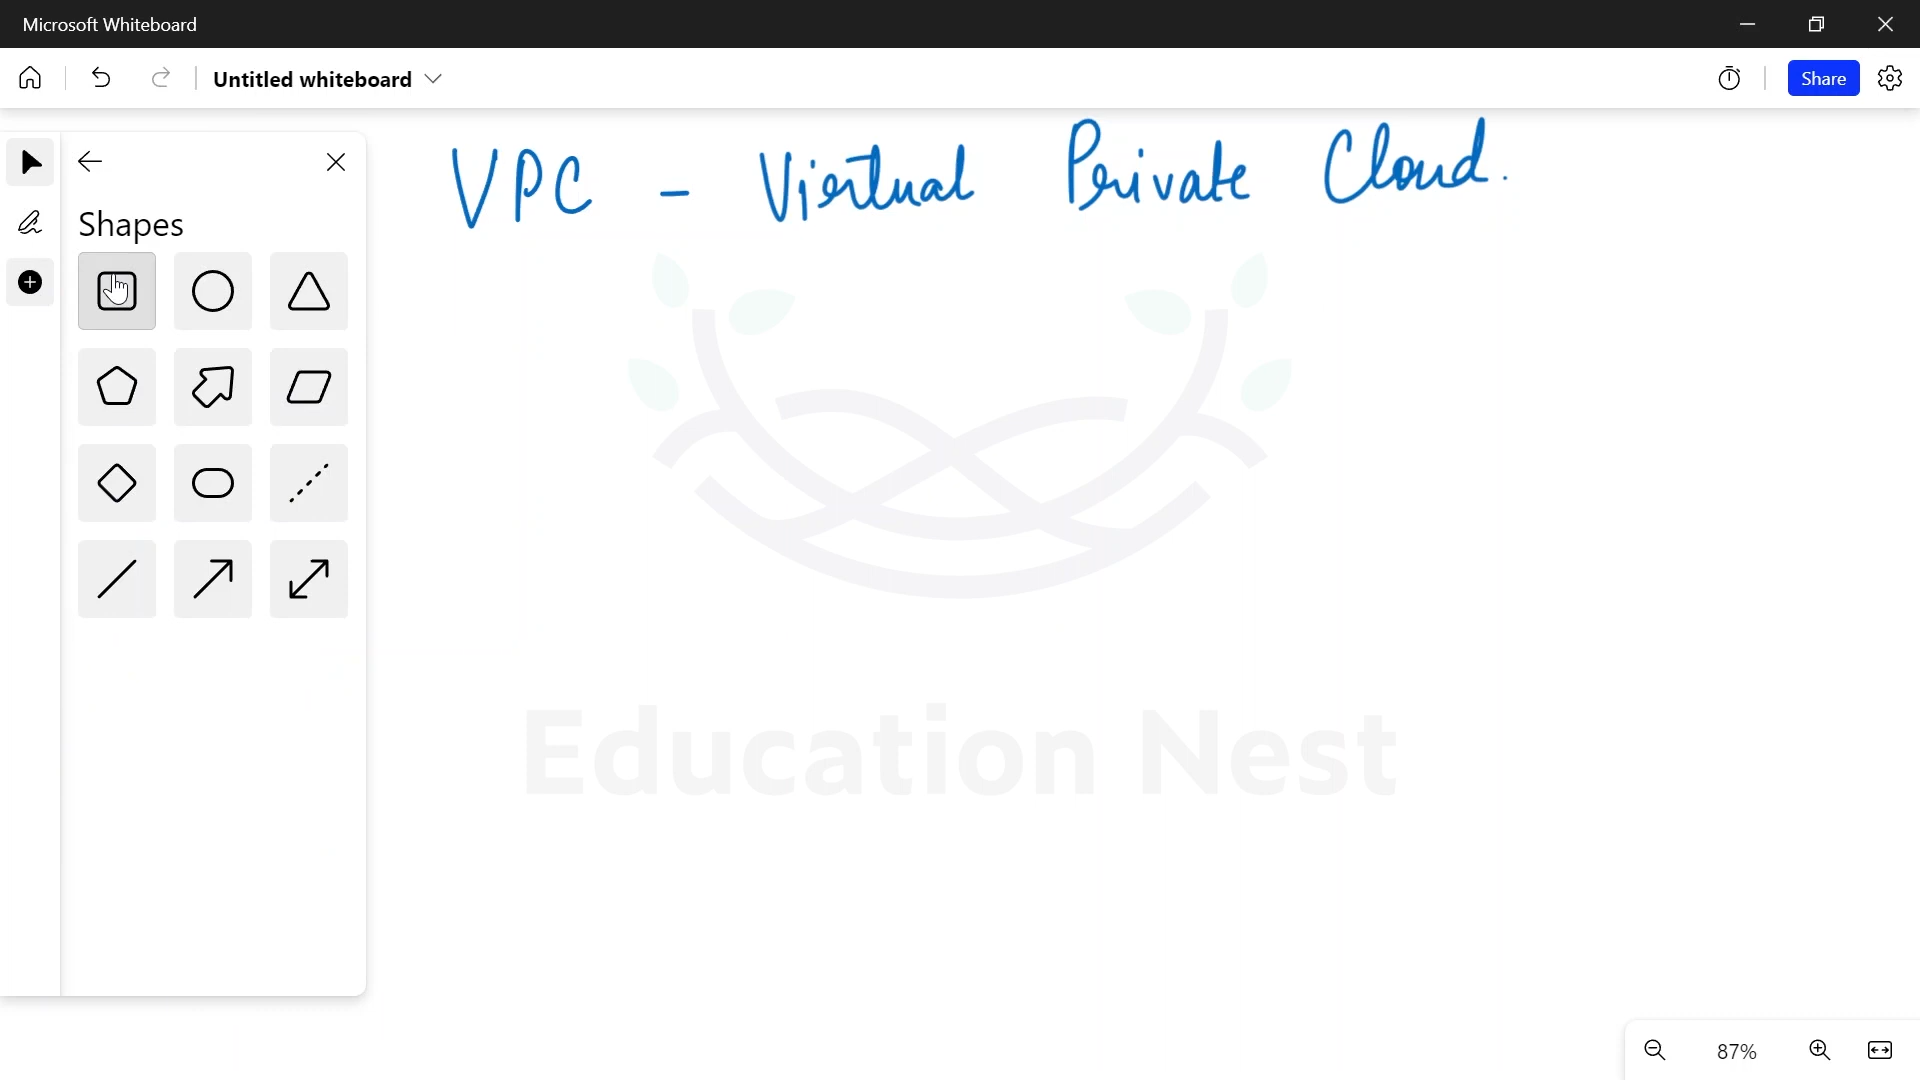 Microsoft Whiteboard
Untitled whiteboard
Share
VPC - Virtual Private Cloud.
Shapes
Education Nest
87%